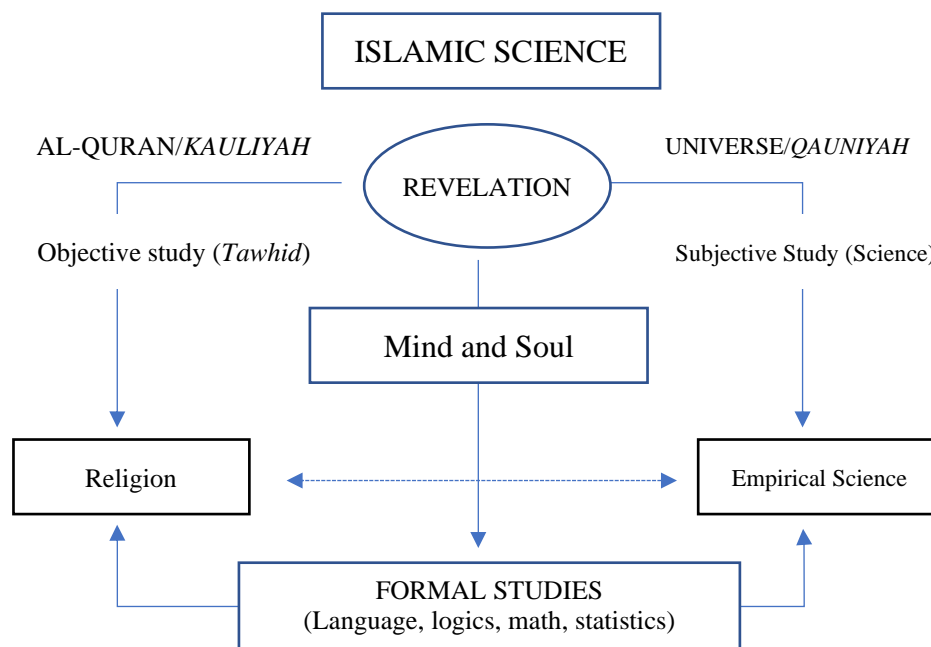 ISLAMIC SCIENCE
AL-QURAN/KAULIYAH
UNIVERSE/QAUNIYAH
REVELATION
Objective study (Tawhid)
Subjective Study (Science)
Mind and Soul
Religion
Empirical Science
FORMAL STUDIES
(Language, logics, math, statistics)